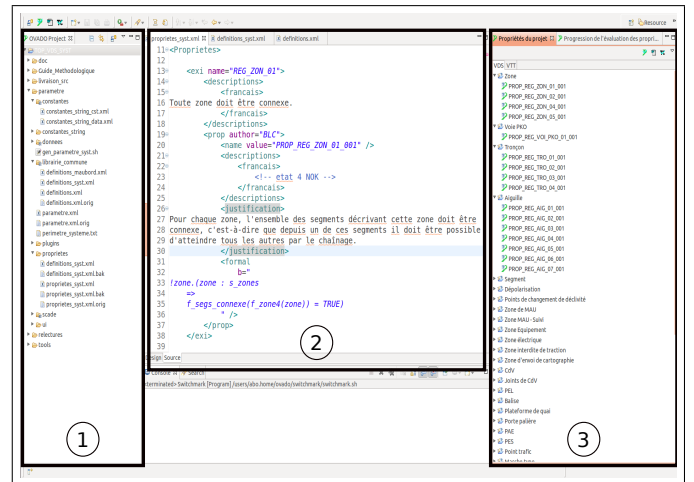 Resource
OVADO Project
doc
Guide_Methodologique
livraison_src
parametre
constantes
constantes_string_cst.xml
constantes_string_data.xml
constantes_string
donnees
gen_parametre_syst.sh
librairie_commune
definitions_maubord.xml
definitions_syst.xml
definitions.xml
definitions.xml.orig
parametre.xml
parametre.xml.orig
perimetre_systeme.txt
plugins
proprietes
definitions_syst.xml
definitions_syst.xml.bak
proprietes_syst.xml
proprietes_syst.xml.bak
proprietes_syst.xml.orig
scade
ui
relectures
tools
1
proprietes_syst.xml definitions_syst.xml definitions.xml
11 <Proprietes>
12
13 <exi name="REG_ZON_01">
14 <descriptions>
15 <francais>
16 Toute zone doit être connexe.
17 </francais>
18 </descriptions>
19 <prop author="BLC">
20 <name value="PROP_REG_ZON_01_001" />
21 <descriptions>
22 <francais>
23 <!-- etat 4 NOK -->
24 </francais>
25 </descriptions>
26 <justification>
27 Pour chaque zone, l'ensemble des segments décrivant cette zone doit être
28 connexe, c'est-à-dire que depuis un de ces segments il doit être possible
29 d'atteindre tous les autres par le chaînage.
30 </justification>
31 <formal
32 b="
33 !zone.(zone : s_zones
34 =>
35 f_segs_connexe(f_zone4(zone)) = TRUE)
36 " />
37 </prop>
38 </exi>
39
2
Design Source
Console Search
<terminated> Switchmark [Program] /users/abo.home/ovado/switchmark/switchmark.sh
Propriétés du projet Progression de l'évaluation des propri...
VDS VTT
Zone
PROP_REG_ZON_01_001
PROP_REG_ZON_02_001
PROP_REG_ZON_04_001
PROP_REG_ZON_05_001
Voie PKO
PROP_REG_VOI_PKO_01_001
Tronçon
PROP_REG_TRO_01_001
PROP_REG_TRO_02_001
PROP_REG_TRO_03_001
PROP_REG_TRO_04_001
Aiguille
PROP_REG_AIG_01_001
PROP_REG_AIG_02_001
PROP_REG_AIG_03_001
PROP_REG_AIG_04_001
PROP_REG_AIG_05_001
PROP_REG_AIG_06_001
PROP_REG_AIG_07_001
Segment
Dépolarisation
Points de changement de déclivité
Zone de MAU
Zone MAU - Suivi
Zone Equipement
Zone électrique
Zone interdite de traction
Zone d'envoi de cartographie
CdV
Joints de CdV
PEL
Balise
Plateforme de quai
Porte palière
PAE
PES
Point trafic
3